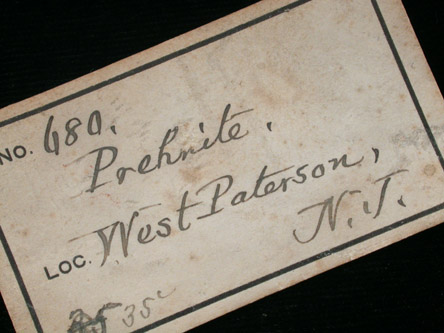 NO. 680.
Prehnite.
LOC. West Paterson,
N.J.
35c